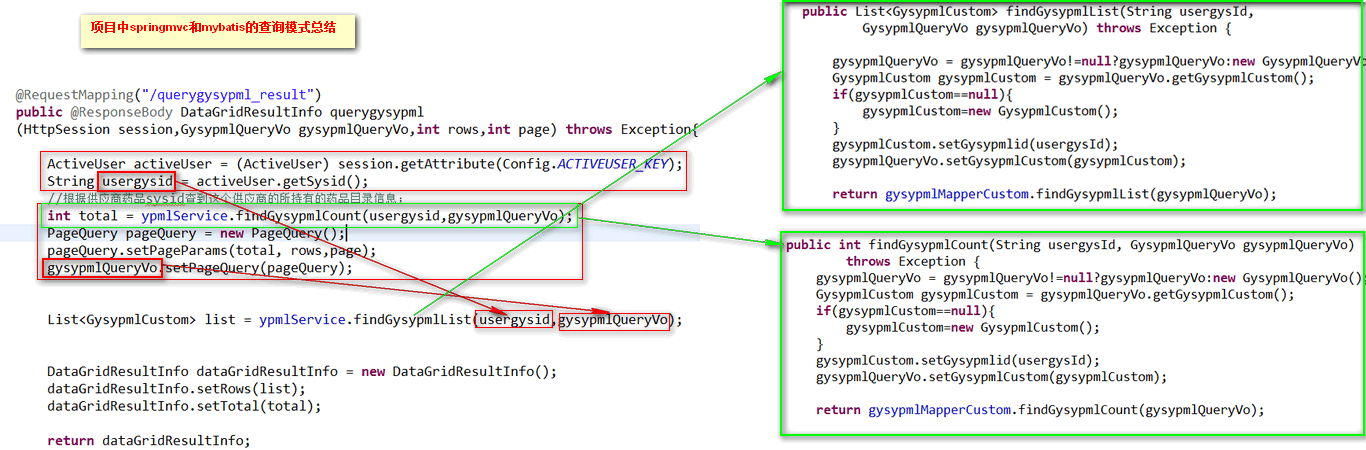 项目中springmvc和mybatis的查询模式总结
@RequestMapping("/querygysypml_result")
public @ResponseBody DataGridResultInfo querygysypml
(HttpSession session,GysypmlQueryVo gysypmlQueryVo,int rows,int page) throws Exception{
ActiveUser activeUser = (ActiveUser) session.getAttribute(Config.ACTIVEUSER_KEY);
String usergysid = activeUser.getSysid();
//根据供应商药品sysid查到这个供应商的所持有的药品目录信息;
int total = ypmlService.findGysypmlCount(usergysid,gysypmlQueryVo);
PageQuery pageQuery = new PageQuery();
pageQuery.setPageParams(total, rows,page);
gysypmlQueryVo.setPageQuery(pageQuery);
List<GysypmlCustom> list = ypmlService.findGysypmlList(usergysid,gysypmlQueryVo);
DataGridResultInfo dataGridResultInfo = new DataGridResultInfo();
dataGridResultInfo.setRows(list);
dataGridResultInfo.setTotal(total);
return dataGridResultInfo;
public List<GysypmlCustom> findGysypmlList(String usergysId,
GysypmlQueryVo gysypmlQueryVo) throws Exception {
gysypmlQueryVo = gysypmlQueryVo!=null?gysypmlQueryVo:new GysypmlQueryVo
GysypmlCustom gysypmlCustom = gysypmlQueryVo.getGysypmlCustom();
if(gysypmlCustom==null){
gysypmlCustom=new GysypmlCustom();
}
gysypmlCustom.setGysypmlid(usergysId);
gysypmlQueryVo.setGysypmlCustom(gysypmlCustom);
return gysypmlMapperCustom.findGysypmlList(gysypmlQueryVo);
public int findGysypmlCount(String usergysId, GysypmlQueryVo gysypmlQueryVo)
throws Exception {
gysypmlQueryVo = gysypmlQueryVo!=null?gysypmlQueryVo:new GysypmlQueryVo();
GysypmlCustom gysypmlCustom = gysypmlQueryVo.getGysypmlCustom();
if(gysypmlCustom==null){
gysypmlCustom=new GysypmlCustom();
}
gysypmlCustom.setGysypmlid(usergysId);
gysypmlQueryVo.setGysypmlCustom(gysypmlCustom);
return gysypmlMapperCustom.findGysypmlCount(gysypmlQueryVo);